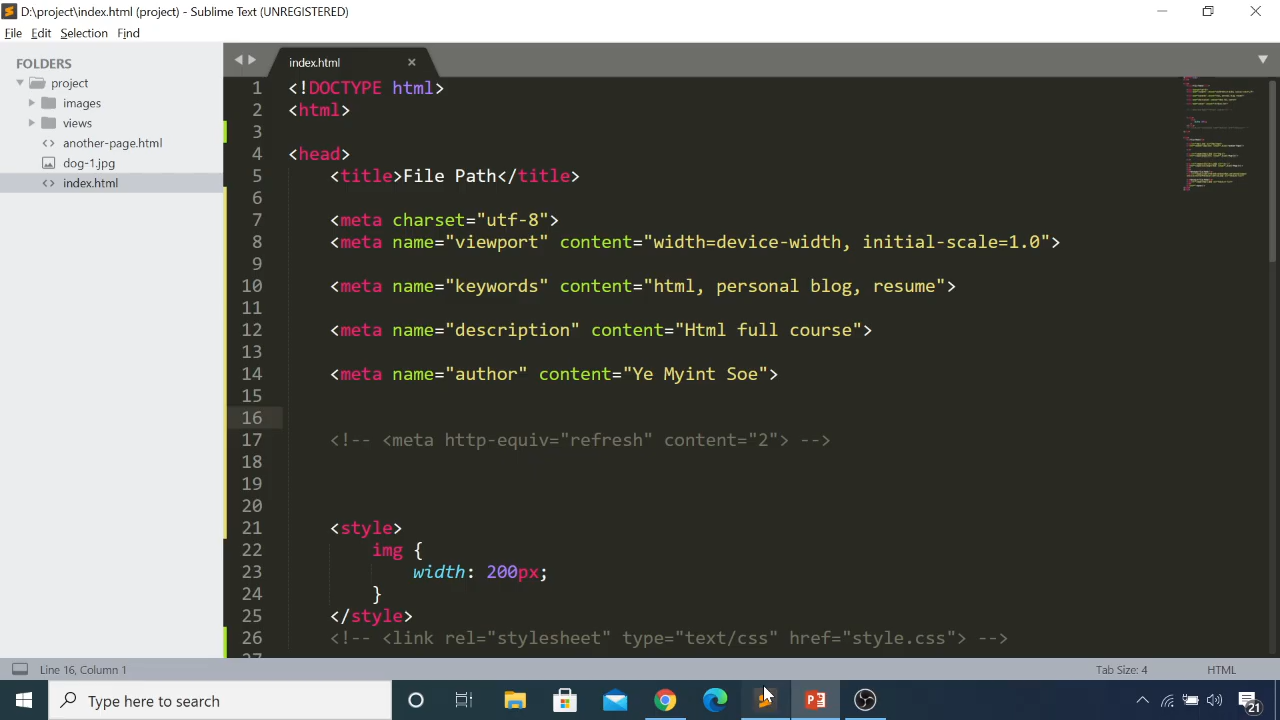 D:\project\index.html (project) - Sublime Text (UNREGISTERED)
File Edit Selection Find
FOLDERS
project
images
views
another-page.html
dog-1.jpg
index.html
index.html
1 <!DOCTYPE html>
2 <html>
3
4 <head>
5 <title>File Path</title>
6
7 <meta charset="utf-8">
8 <meta name="viewport" content="width=device-width, initial-scale=1.0">
9
10 <meta name="keywords" content="html, personal blog, resume">
11
12 <meta name="description" content="Html full course">
13
14 <meta name="author" content="Ye Myint Soe">
15
16
17 <!-- <meta http-equiv="refresh" content="2"> -->
18
19
20
21 <style>
22 img {
23 width: 200px;
24 }
25 </style>
26 <!-- <link rel="stylesheet" type="text/css" href="style.css"> -->
27
Line 16, Column 1
Tab Size: 4
HTML
Type here to search
21